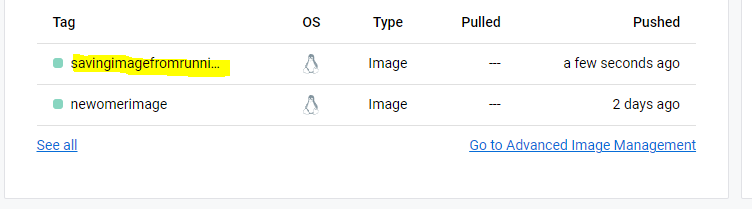 Tag OS Type Pulled Pushed
savingimagefromrunni... Image --- a few seconds ago
newomerimage Image --- 2 days ago
See all Go to Advanced Image Management